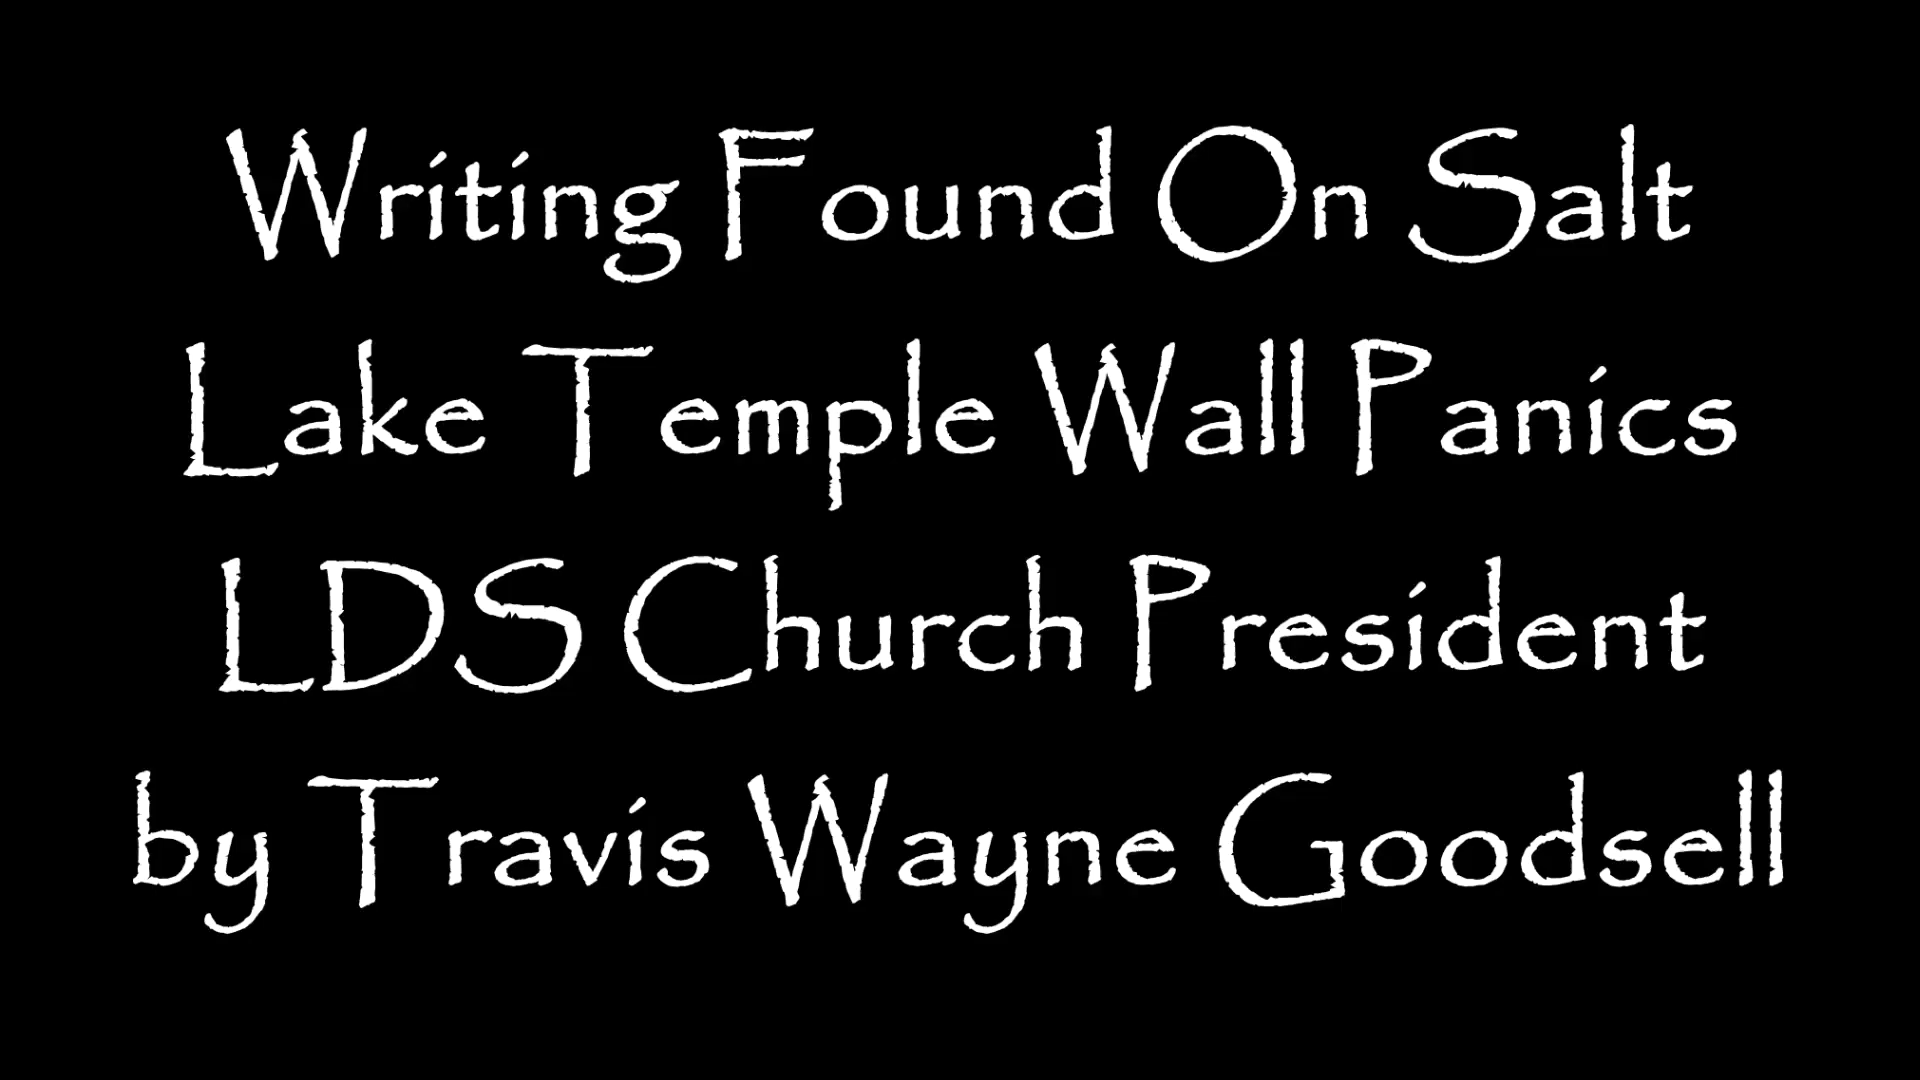 Writing Found On Salt
Lake Temple Wall Panics
LDS Church President
by Travis Wayne Goodsell